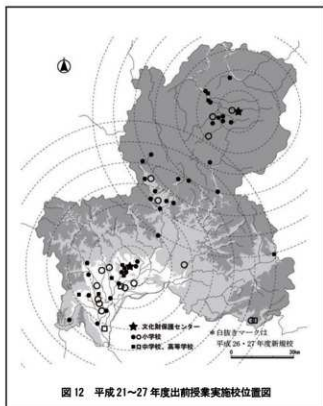 ★ 文化財保護センター
●○小学校
■□中学校、高等学校
＊白抜きマークは
平成26・27年度新規校
0 30km
図12 平成21～27年度出前授業実施校位置図